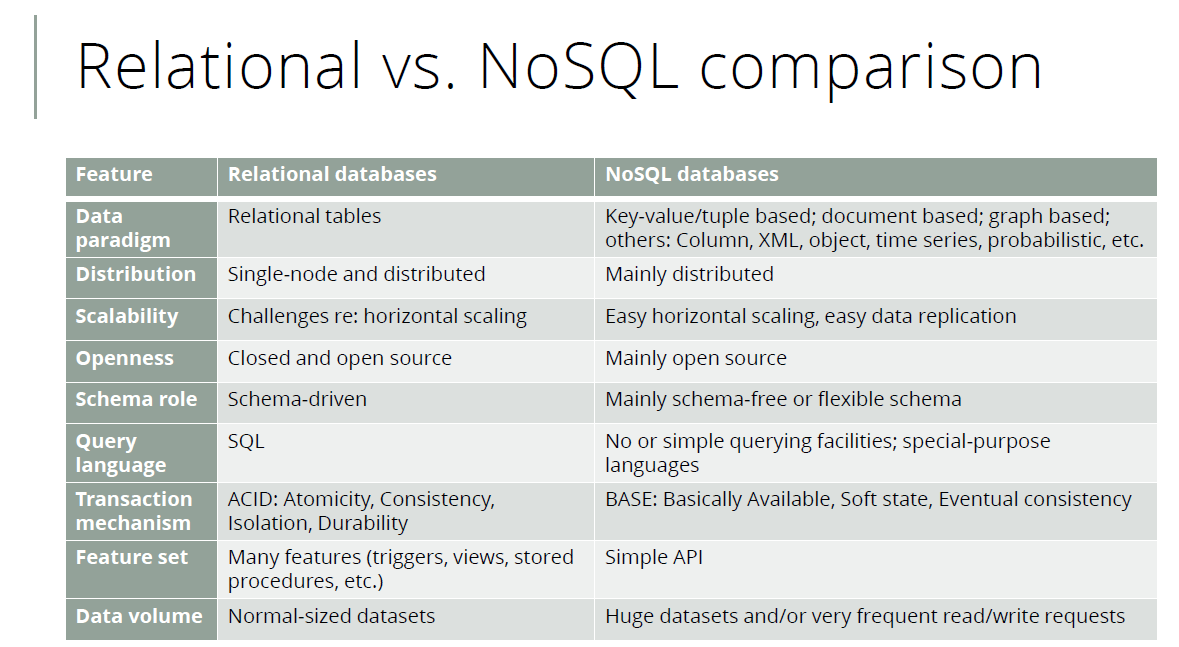 Relational vs. NoSQL comparison
Feature
Relational databases
NoSQL databases
Data
paradigm
Relational tables
Key-value/tuple based; document based; graph based;
others: Column, XML, object, time series, probabilistic, etc.
Distribution
Single-node and distributed
Mainly distributed
Scalability
Challenges re: horizontal scaling
Easy horizontal scaling, easy data replication
Openness
Closed and open source
Mainly open source
Schema role
Schema-driven
Mainly schema-free or flexible schema
Query
language
SQL
No or simple querying facilities; special-purpose
languages
Transaction
mechanism
ACID: Atomicity, Consistency,
Isolation, Durability
BASE: Basically Available, Soft state, Eventual consistency
Feature set
Many features (triggers, views, stored
procedures, etc.)
Simple API
Data volume
Normal-sized datasets
Huge datasets and/or very frequent read/write requests